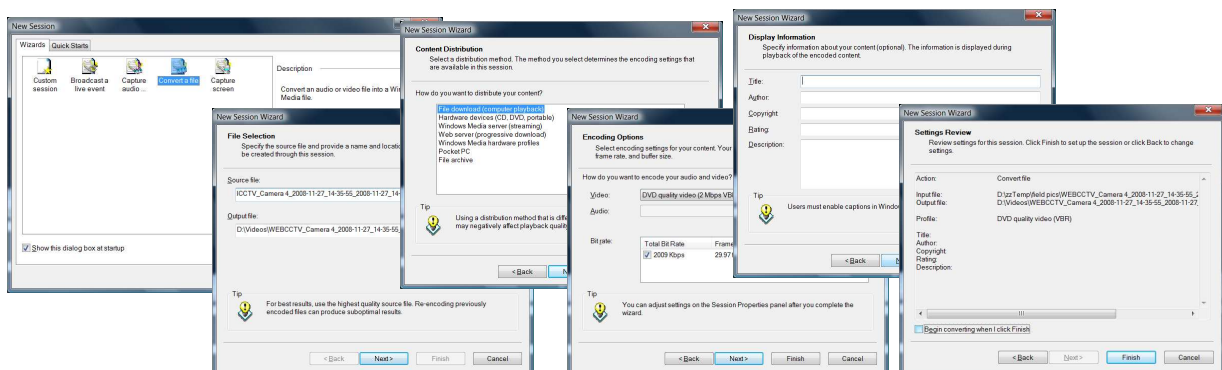 New Session
Wizards
Quick Starts
Custom session
Broadcast a live event
Capture audio ...
Convert a file
Capture screen
Description
Convert an audio or video file into a
Media file.
Show this dialog box at startup
New Session Wizard
File Selection
Specify the source file and provide a name and
be created through this session.
Source file:
ICCTV_Camera 4_2008-11-27_14-35-55_2008-11-27_14-
Output file:
D:\Videos\WEBCCTV_Camera 4_2008-11-27_14-35-55_
Tip
For best results, use the highest quality source file. Re-encoding previously
encoded files can produce suboptimal results.
< Back
Next >
Finish
Cancel
New Session Wizard
Content Distribution
Select a distribution method. The method you select determines the encoding settings that
are available in this session.
How do you want to distribute your content?
File download (computer playback)
Hardware devices (CD, DVD, portable)
Windows Media server (streaming)
Web server (progressive download)
Windows Media hardware profiles
Pocket PC
File archive
Tip
Using a distribution method that is
may negatively affect playback
< Back
New Session Wizard
Encoding Options
Select encoding settings for your content. Your
frame rate, and buffer size.
How do you want to encode your audio and video?
Video:
DVD quality video (2 Mbps
Audio:
Bit rate:
Total Bit Rate
2009 Kbps
29.97
Tip
You can adjust settings on the Session Properties panel after you complete the
wizard.
< Back
Next >
Finish
Cancel
New Session Wizard
Display Information
Specify information about your content (optional). The information is displayed during
playback of the encoded content.
Title:
Author:
Copyright
Rating:
Description:
Tip
Users must enable captions in
< Back
New Session Wizard
Settings Review
Review settings for this session. Click Finish to set up the session or click Back to change
settings.
Action: Convert file
Input file: D:\zzTemp\field pics\WEBCCTV_Camera 4_2008-11-27_14-35-55_
Output file: D:\Videos\WEBCCTV_Camera 4_2008-11-27_14-35-55_2008-11-27
Profile: DVD quality video (VBR)
Title:
Author:
Copyright
Rating:
Description:
Begin converting when I click Finish
< Back
Next >
Finish
Cancel